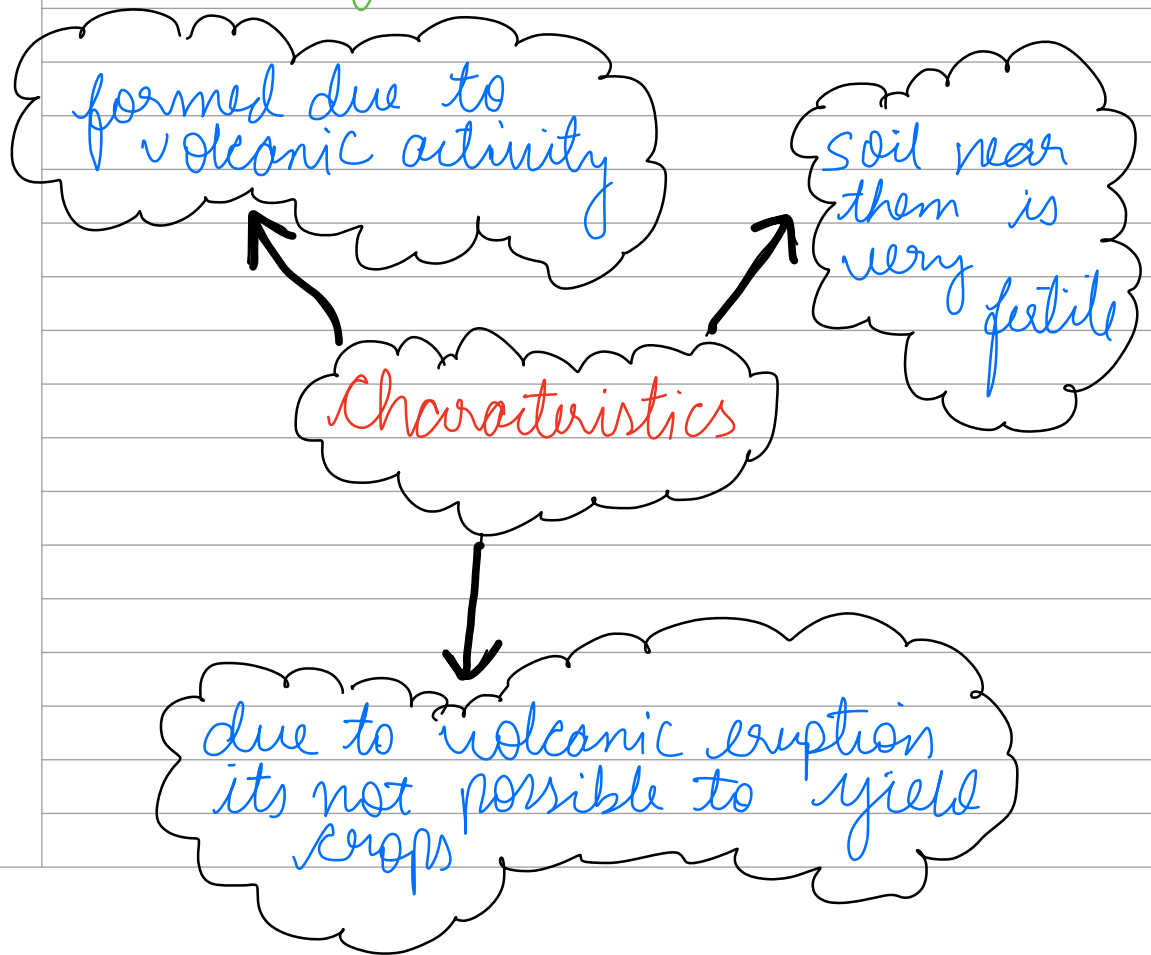 formed due to
volcanic activity
soil near
them is
very
fertile
Characteristics
due to volcanic eruption
its not possible to yield
crops